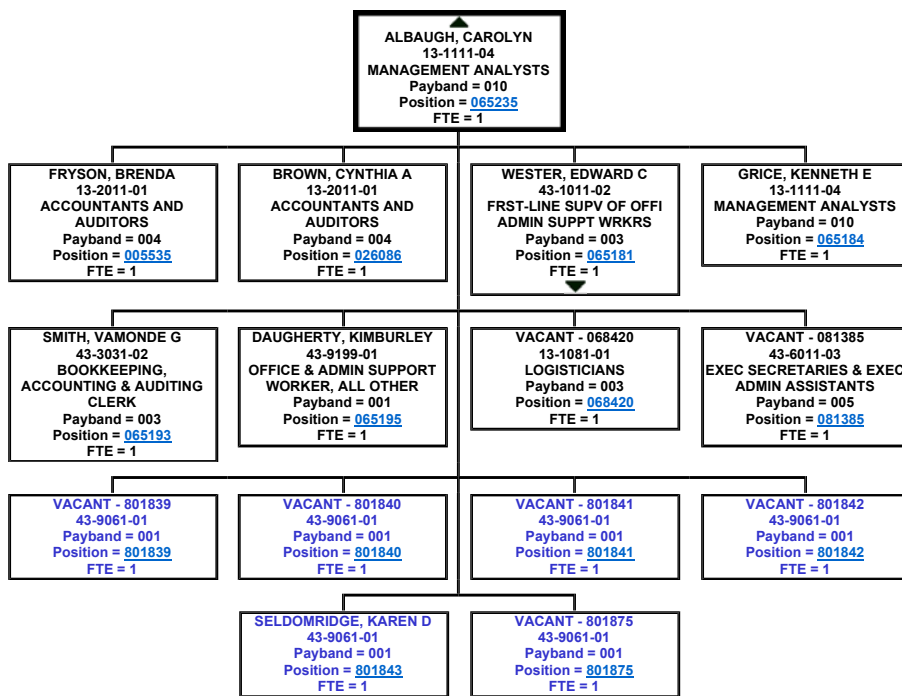 ALBAUGH, CAROLYN
13-1111-04
MANAGEMENT ANALYSTS
Payband = 010
Position = 065235
FTE = 1
FRYSON, BRENDA
13-2011-01
ACCOUNTANTS AND
AUDITORS
Payband = 004
Position = 005535
FTE = 1
BROWN, CYNTHIA A
13-2011-01
ACCOUNTANTS AND
AUDITORS
Payband = 004
Position = 026086
FTE = 1
WESTER, EDWARD C
43-1011-02
FRST-LINE SUPV OF OFFI
ADMIN SUPPT WRKRS
Payband = 003
Position = 065181
FTE = 1
GRICE, KENNETH E
13-1111-04
MANAGEMENT ANALYSTS
Payband = 010
Position = 065184
FTE = 1
SMITH, VAMONDE G
43-3031-02
BOOKKEEPING,
ACCOUNTING & AUDITING
CLERK
Payband = 003
Position = 065193
FTE = 1
DAUGHERTY, KIMBURLEY
43-9199-01
OFFICE & ADMIN SUPPORT
WORKER, ALL OTHER
Payband = 001
Position = 065195
FTE = 1
VACANT - 068420
13-1081-01
LOGISTICIANS
Payband = 003
Position = 068420
FTE = 1
VACANT - 081385
43-6011-03
EXEC SECRETARIES & EXEC
ADMIN ASSISTANTS
Payband = 005
Position = 081385
FTE = 1
VACANT - 801839
43-9061-01
Payband = 001
Position = 801839
FTE = 1
VACANT - 801840
43-9061-01
Payband = 001
Position = 801840
FTE = 1
VACANT - 801841
43-9061-01
Payband = 001
Position = 801841
FTE = 1
VACANT - 801842
43-9061-01
Payband = 001
Position = 801842
FTE = 1
SELDOMRIDGE, KAREN D
43-9061-01
Payband = 001
Position = 801843
FTE = 1
VACANT - 801875
43-9061-01
Payband = 001
Position = 801875
FTE = 1